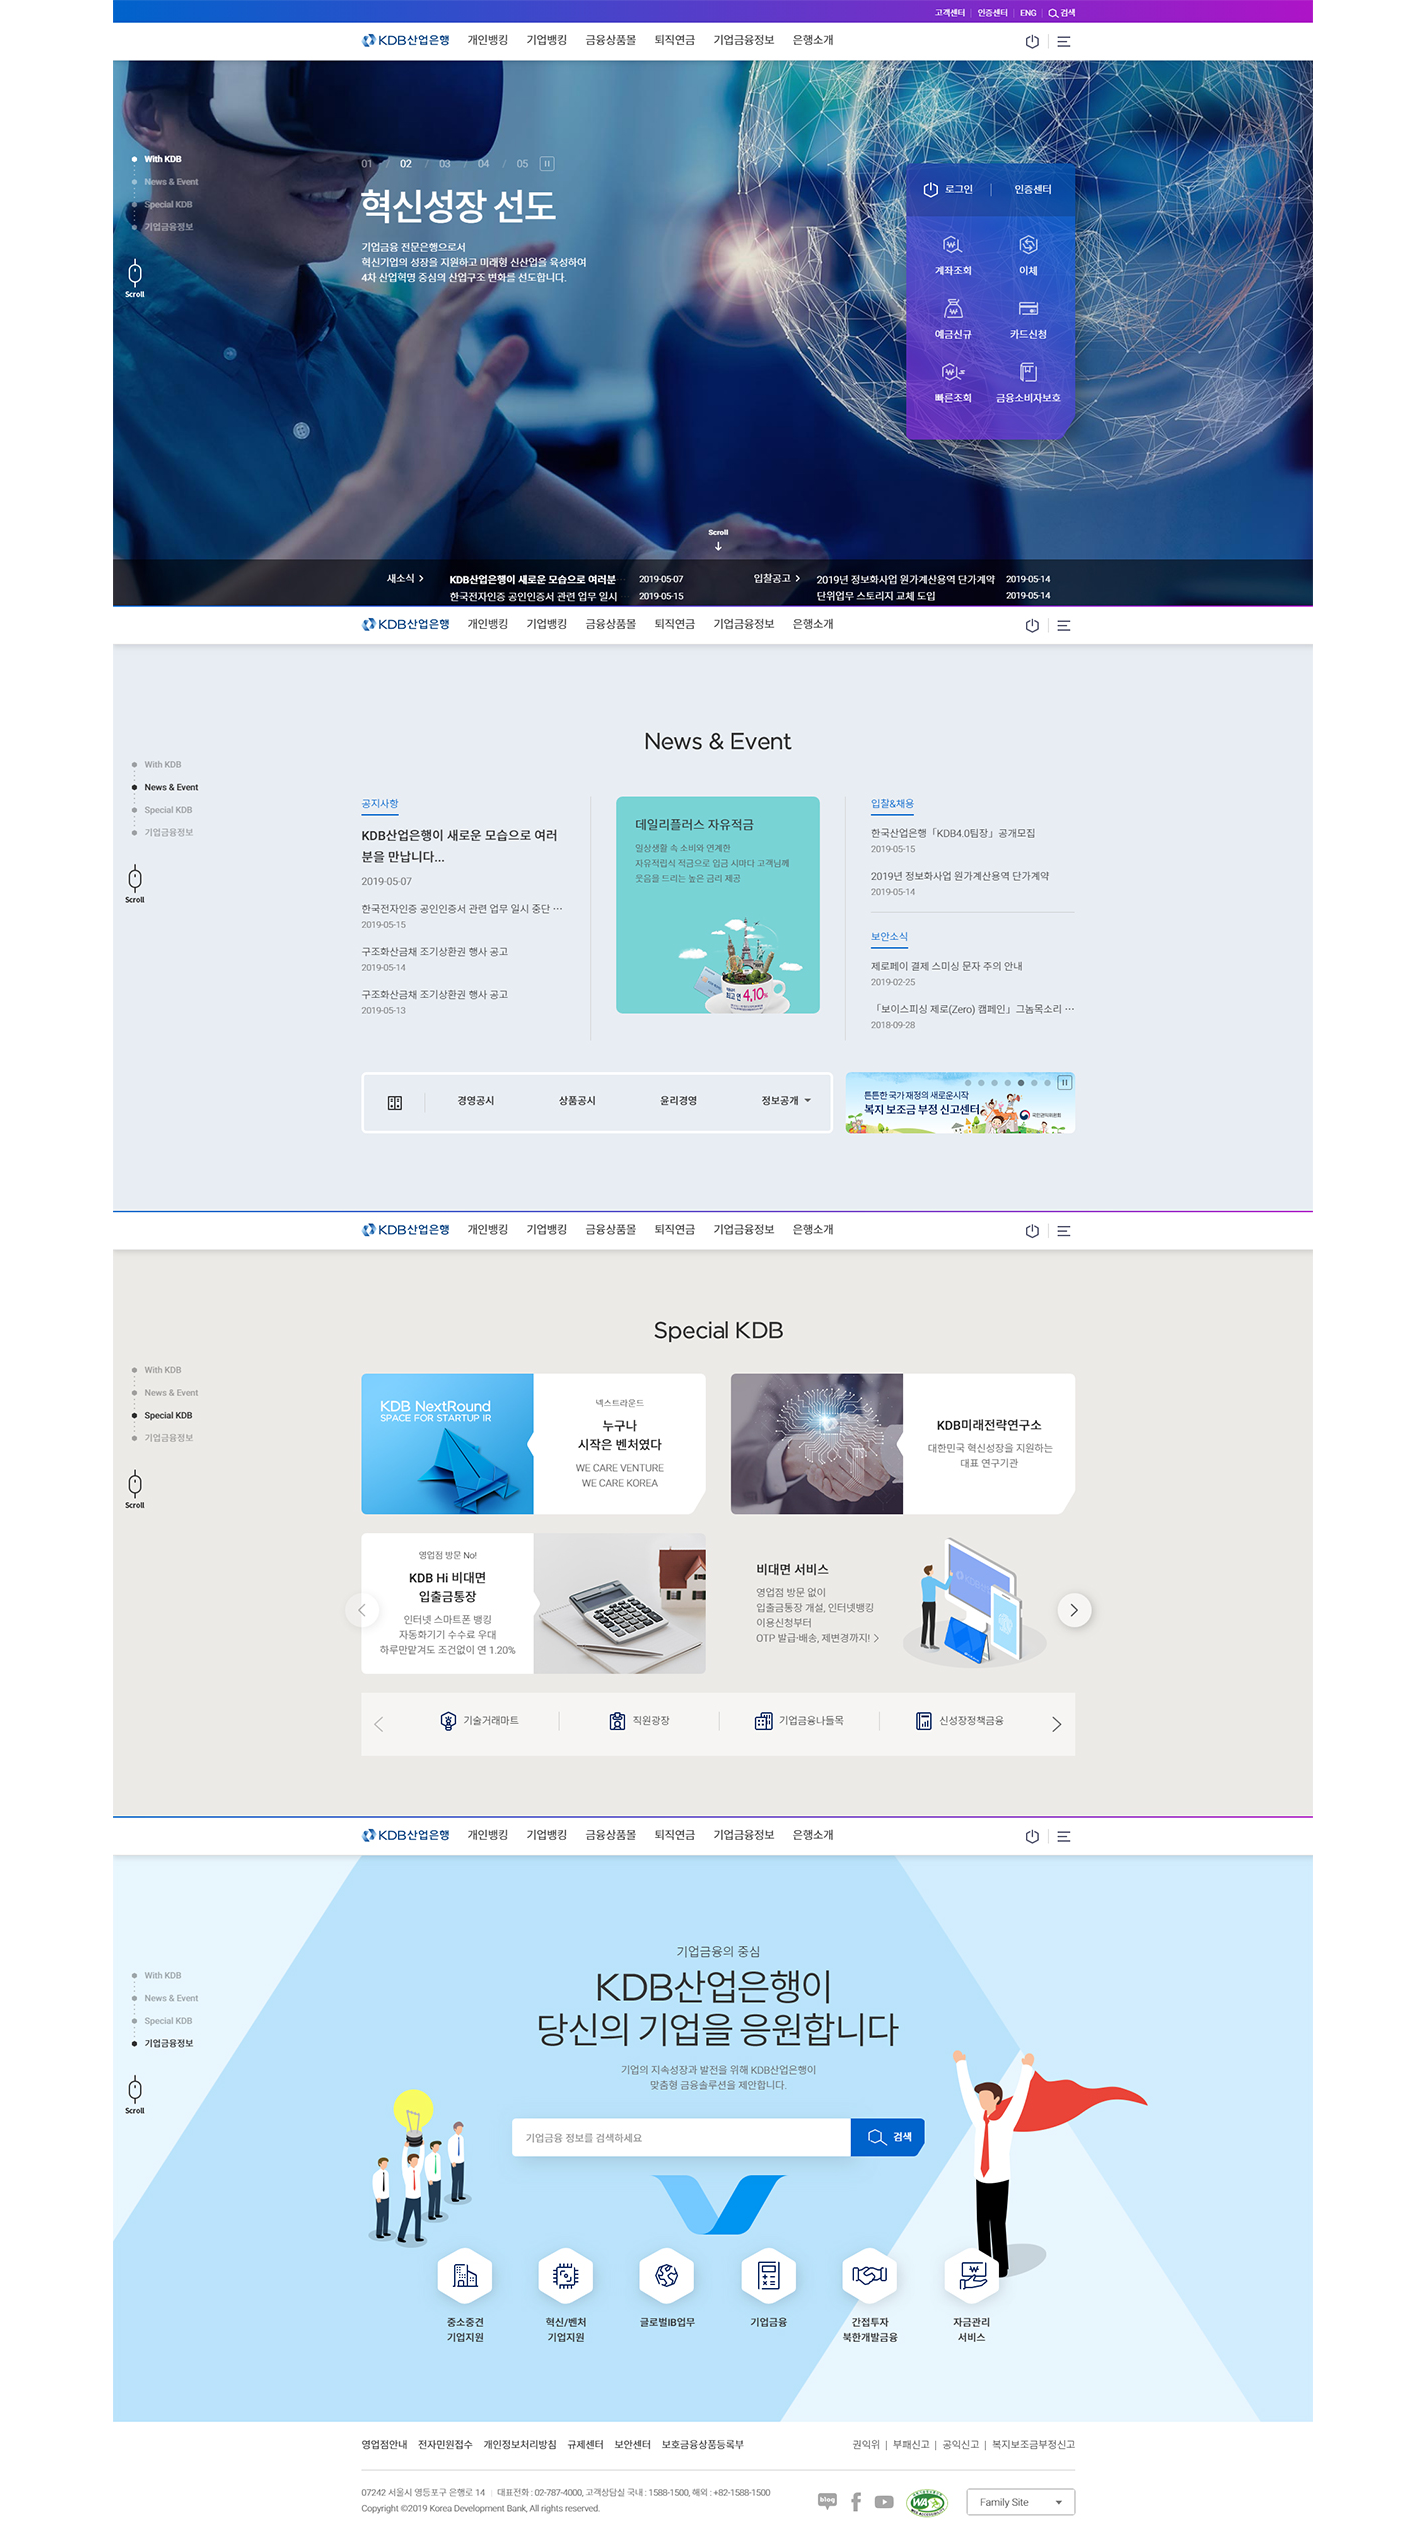 고객센터 인증센터 ENG 검색
KDB산업은행 개인뱅킹 기업뱅킹 금융상품몰 퇴직연금 기업금융정보 은행소개
With KDB
News & Event
Special KDB
기업금융정보
Scroll
01 / 02 / 03 / 04 / 05
혁신성장 선도
기업금융 전문은행으로서
혁신기업의 성장을 지원하고 미래형 신산업을 육성하여
4차 산업혁명 중심의 산업구조 변화를 선도합니다.
로그인 인증센터
계좌조회 이체
예금신규 카드신청
빠른조회 금융소비자보호
Scroll
새소식
KDB산업은행이 새로운 모습으로 여러분 2019-05-07
한국전자인증 공인인증서 관련 업무 일시 2019-05-15
입찰공고
2019년 정보화사업 원가계산용역 단가계약 2019-05-14
단위업무 스토리지 교체 도입 2019-05-14
KDB산업은행 개인뱅킹 기업뱅킹 금융상품몰 퇴직연금 기업금융정보 은행소개
With KDB
News & Event
Special KDB
기업금융정보
Scroll
News & Event
공지사항
KDB산업은행이 새로운 모습으로 여러
분을 만납니다...
2019-05-07
한국전자인증 공인인증서 관련 업무 일시 중단 ···
2019-05-15
구조화산금채 조기상환권 행사 공고
2019-05-14
구조화산금채 조기상환권 행사 공고
2019-05-13
데일리플러스 자유적금
일상생활 속 소비와 연계한
자유적립식 적금으로 입금 시마다 고객님께
웃음을 드리는 높은 금리 제공
최고 연 4.10%
입찰&채용
한국산업은행「KDB4.0팀장」공개모집
2019-05-15
2019년 정보화사업 원가계산용역 단가계약
2019-05-14
보안소식
제로페이 결제 스미싱 문자 주의 안내
2019-02-25
「보이스피싱 제로(Zero) 캠페인」그놈목소리 ···
2018-09-28
경영공시 상품공시 윤리경영 정보공개
튼튼한 국가 재정의 새로운시작
복지 보조금 부정 신고센터
국민권익위원회
KDB산업은행 개인뱅킹 기업뱅킹 금융상품몰 퇴직연금 기업금융정보 은행소개
With KDB
News & Event
Special KDB
기업금융정보
Scroll
Special KDB
KDB NextRound
SPACE FOR STARTUP IR
넥스트라운드
누구나
시작은 벤처였다
WE CARE VENTURE
WE CARE KOREA
KDB미래전략연구소
대한민국 혁신성장을 지원하는
대표 연구기관
영업점 방문 No!
KDB Hi 비대면
입출금통장
인터넷 스마트폰 뱅킹
자동화기기 수수료 우대
하루만맡겨도 조건없이 연 1.20%
비대면 서비스
영업점 방문 없이
입출금통장 개설, 인터넷뱅킹
이용신청부터
OTP 발급·배송, 제변경까지!
기술거래마트 직원광장 기업금융나들목 신성장정책금융
KDB산업은행 개인뱅킹 기업뱅킹 금융상품몰 퇴직연금 기업금융정보 은행소개
With KDB
News & Event
Special KDB
기업금융정보
Scroll
기업금융의 중심
KDB산업은행이
당신의 기업을 응원합니다
기업의 지속성장과 발전을 위해 KDB산업은행이
맞춤형 금융솔루션을 제안합니다.
기업금융 정보를 검색하세요 검색
중소중견
기업지원
혁신/벤처
기업지원
글로벌IB업무
기업금융
간접투자
북한개발금융
자금관리
서비스
영업점안내 전자민원접수 개인정보처리방침 규제센터 보안센터 보호금융상품등록부
권익위 | 부패신고 | 공익신고 | 복지보조금부정신고
07242 서울시 영등포구 은행로 14 | 대표전화 : 02-787-4000, 고객상담실 국내 : 1588-1500, 해외 : +82-1588-1500
Copyright ©2019 Korea Development Bank, All rights reserved.
blog
WA
Family Site